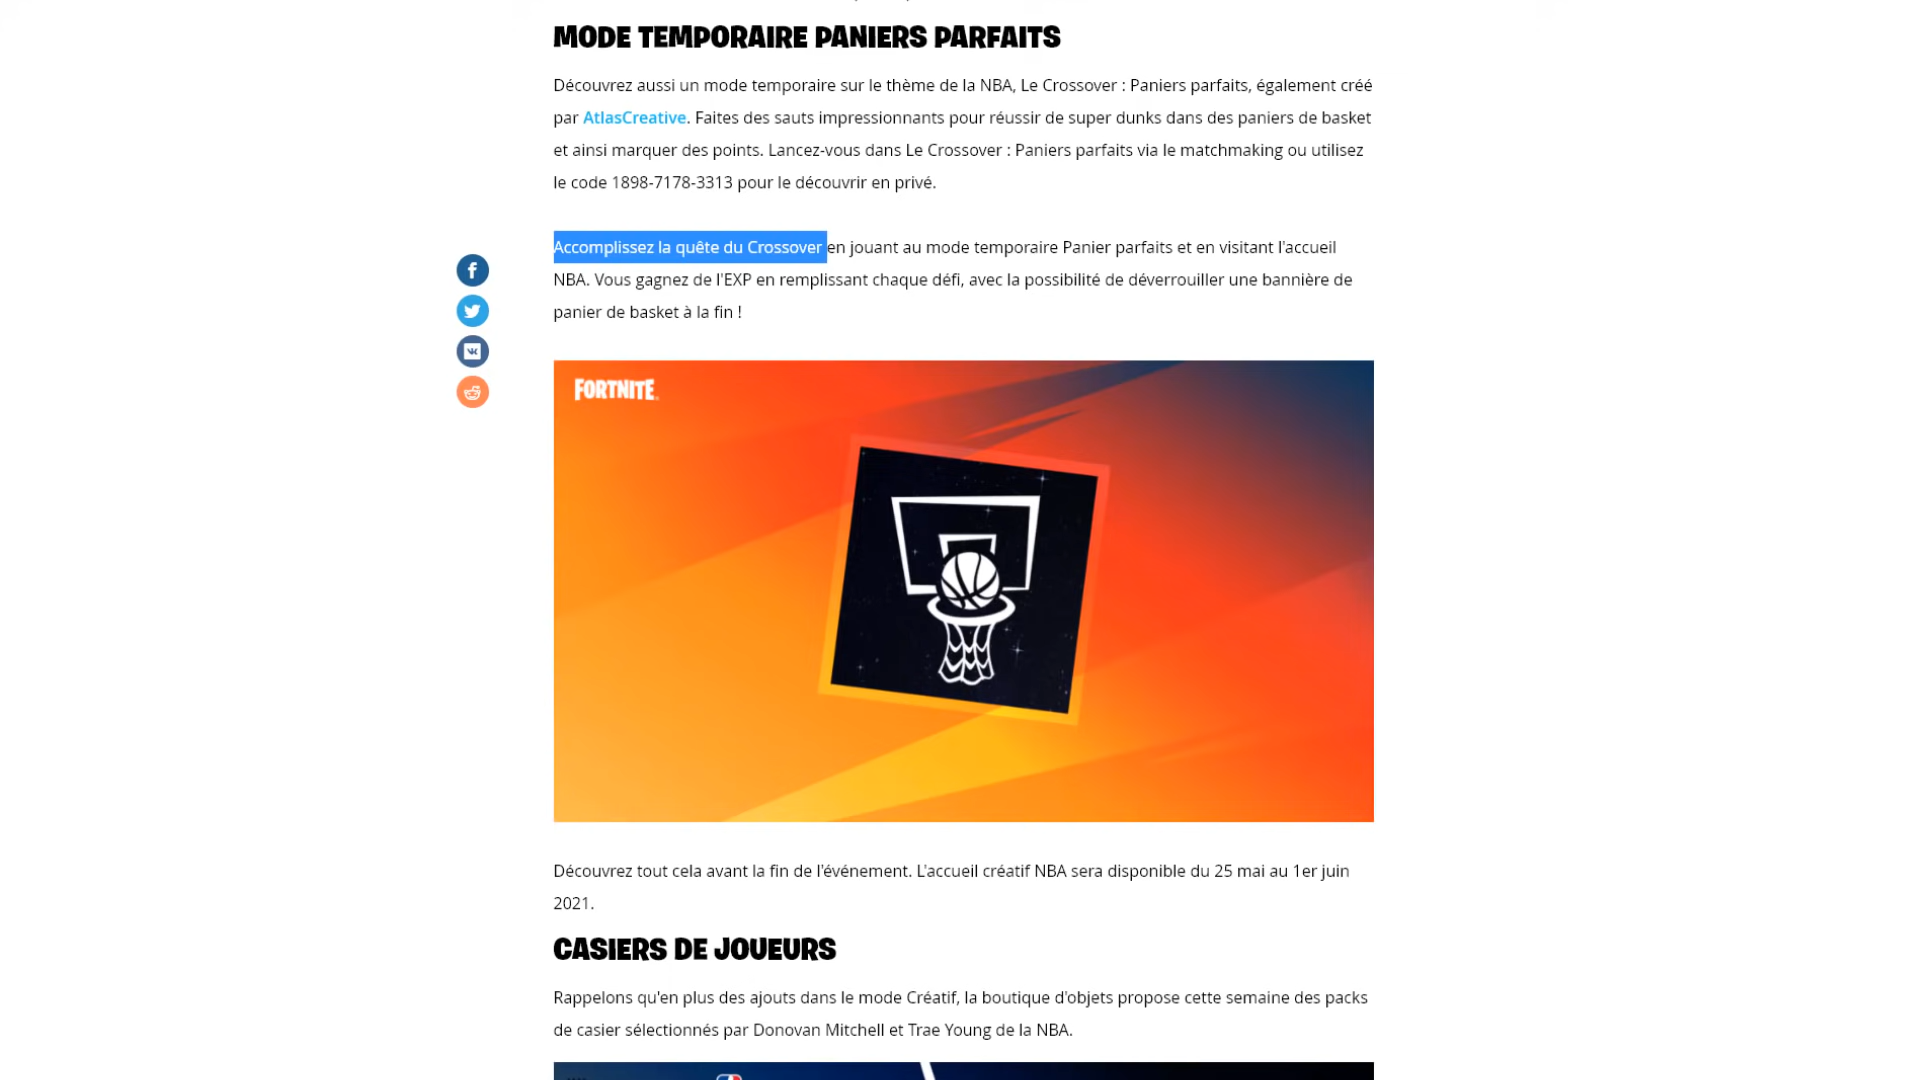 MODE TEMPORAIRE PANIERS PARFAITS
Découvrez aussi un mode temporaire sur le thème de la NBA, Le Crossover : Paniers parfaits, également créé
par AtlasCreative. Faites des sauts impressionnants pour réussir de super dunks dans des paniers de basket
et ainsi marquer des points. Lancez-vous dans Le Crossover : Paniers parfaits via le matchmaking ou utilisez
le code 1898-7178-3313 pour le découvrir en privé.
Accomplissez la quête du Crossover en jouant au mode temporaire Panier parfaits et en visitant l'accueil
NBA. Vous gagnez de l'EXP en remplissant chaque défi, avec la possibilité de déverrouiller une bannière de
panier de basket à la fin !
FORTNITE
Découvrez tout cela avant la fin de l'événement. L'accueil créatif NBA sera disponible du 25 mai au 1er juin
2021.
CASIERS DE JOUEURS
Rappelons qu'en plus des ajouts dans le mode Créatif, la boutique d'objets propose cette semaine des packs
de casier sélectionnés par Donovan Mitchell et Trae Young de la NBA.